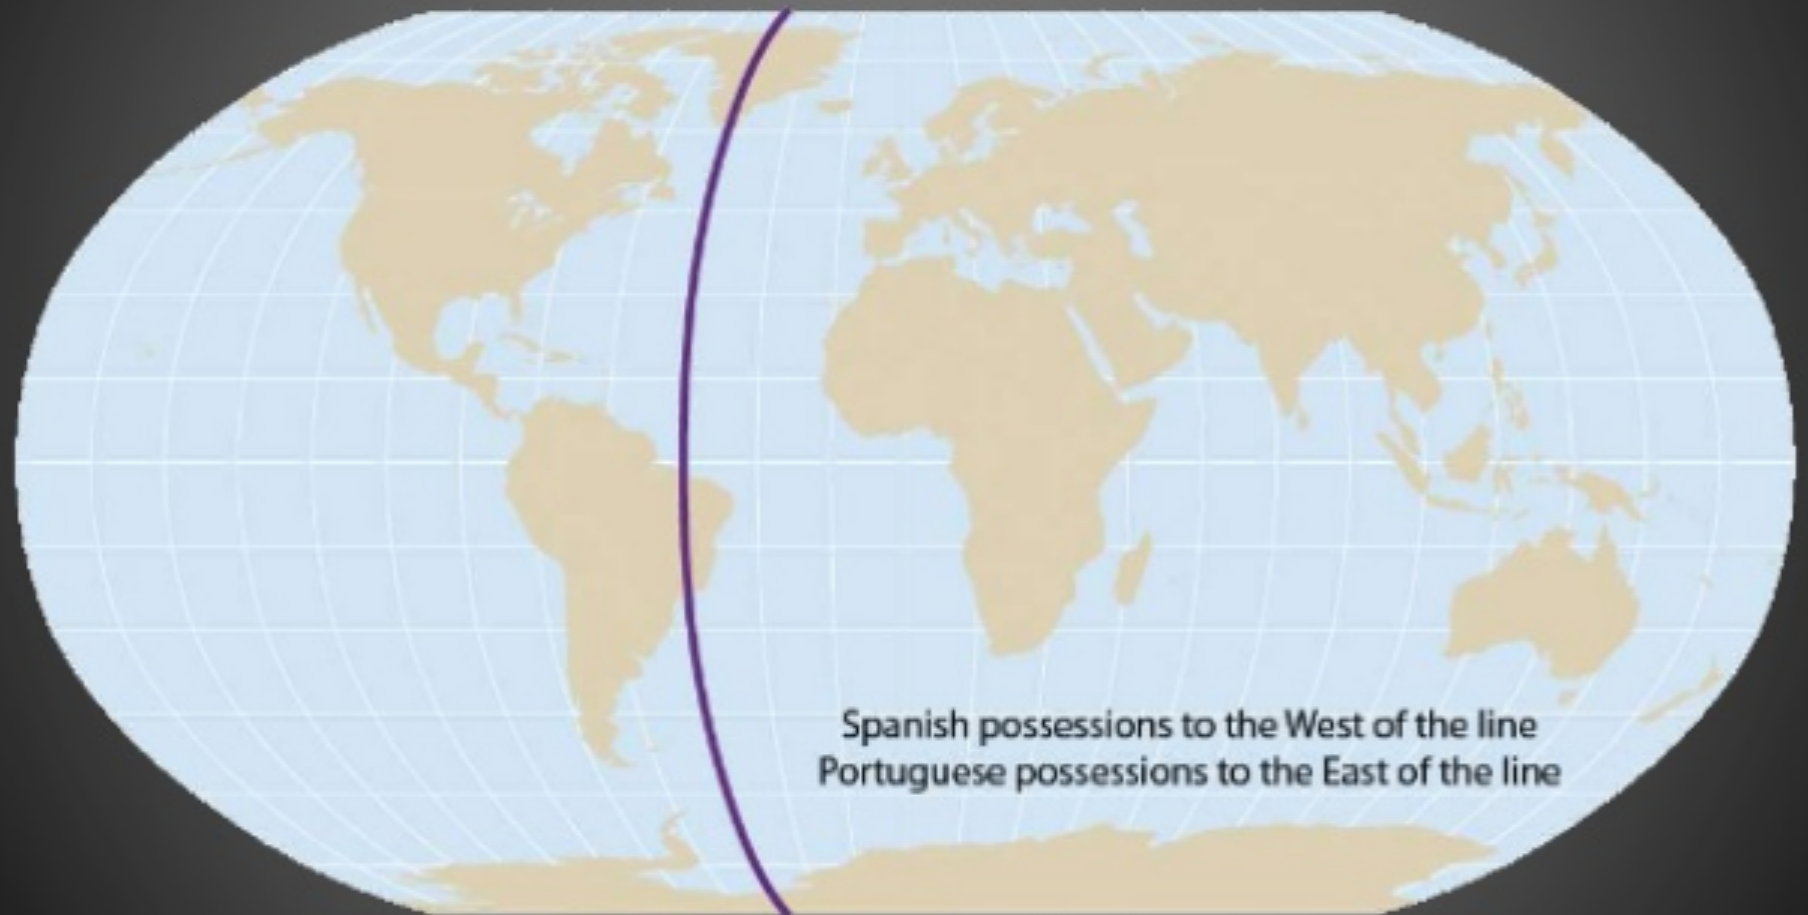 Spanish possessions to the West of the line
Portuguese possessions to the East of the line